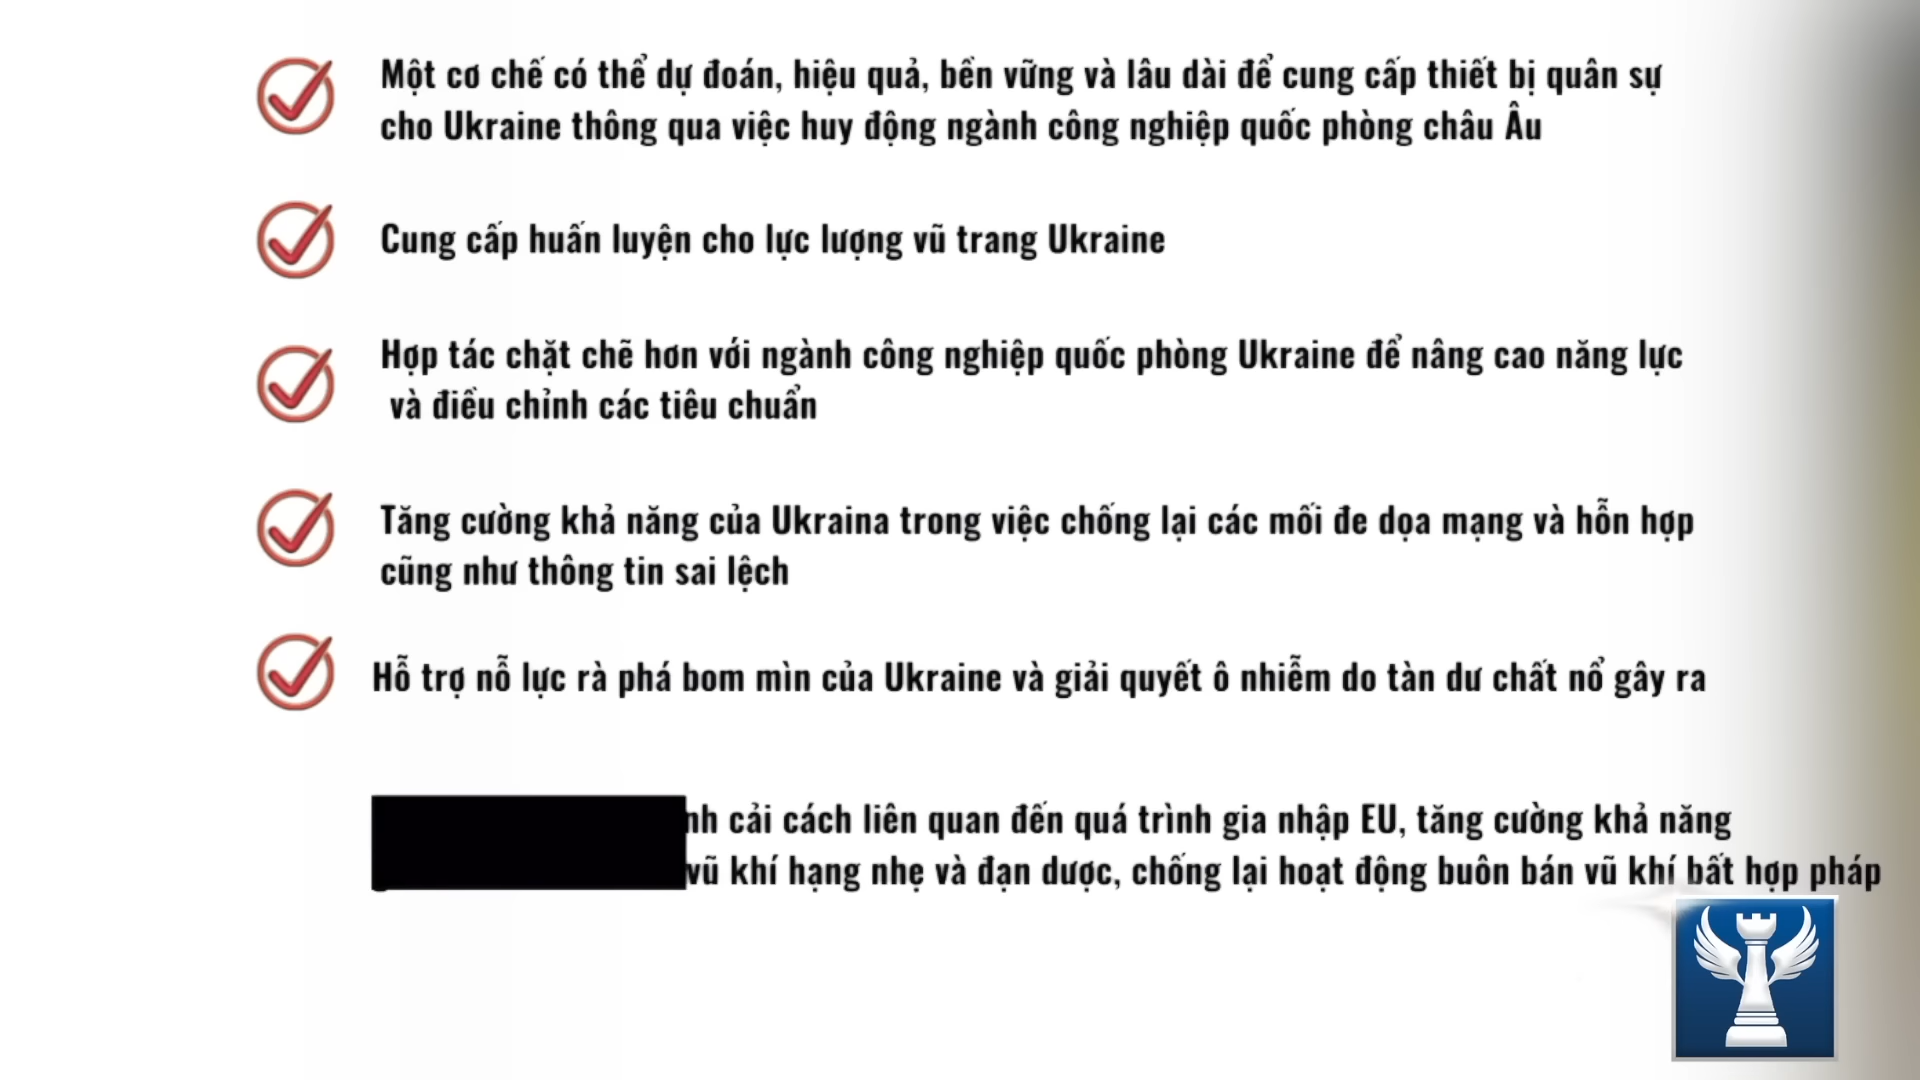 Một cơ chế có thể dự đoán, hiệu quả, bền vững và lâu dài để cung cấp thiết bị quân sự
cho Ukraine thông qua việc huy động ngành công nghiệp quốc phòng châu Âu
Cung cấp huấn luyện cho lực lượng vũ trang Ukraine
Hợp tác chặt chẽ hơn với ngành công nghiệp quốc phòng Ukraine để nâng cao năng lực
và điều chỉnh các tiêu chuẩn
Tăng cường khả năng của Ukraina trong việc chống lại các mối đe dọa mạng và hỗn hợp
cũng như thông tin sai lệch
Hỗ trợ nỗ lực rà phá bom mìn của Ukraine và giải quyết ô nhiễm do tàn dư chất nổ gây ra
cải cách liên quan đến quá trình gia nhập EU, tăng cường khả năng
vũ khí hạng nhẹ và đạn dược, chống lại hoạt động buôn bán vũ khí bất hợp pháp